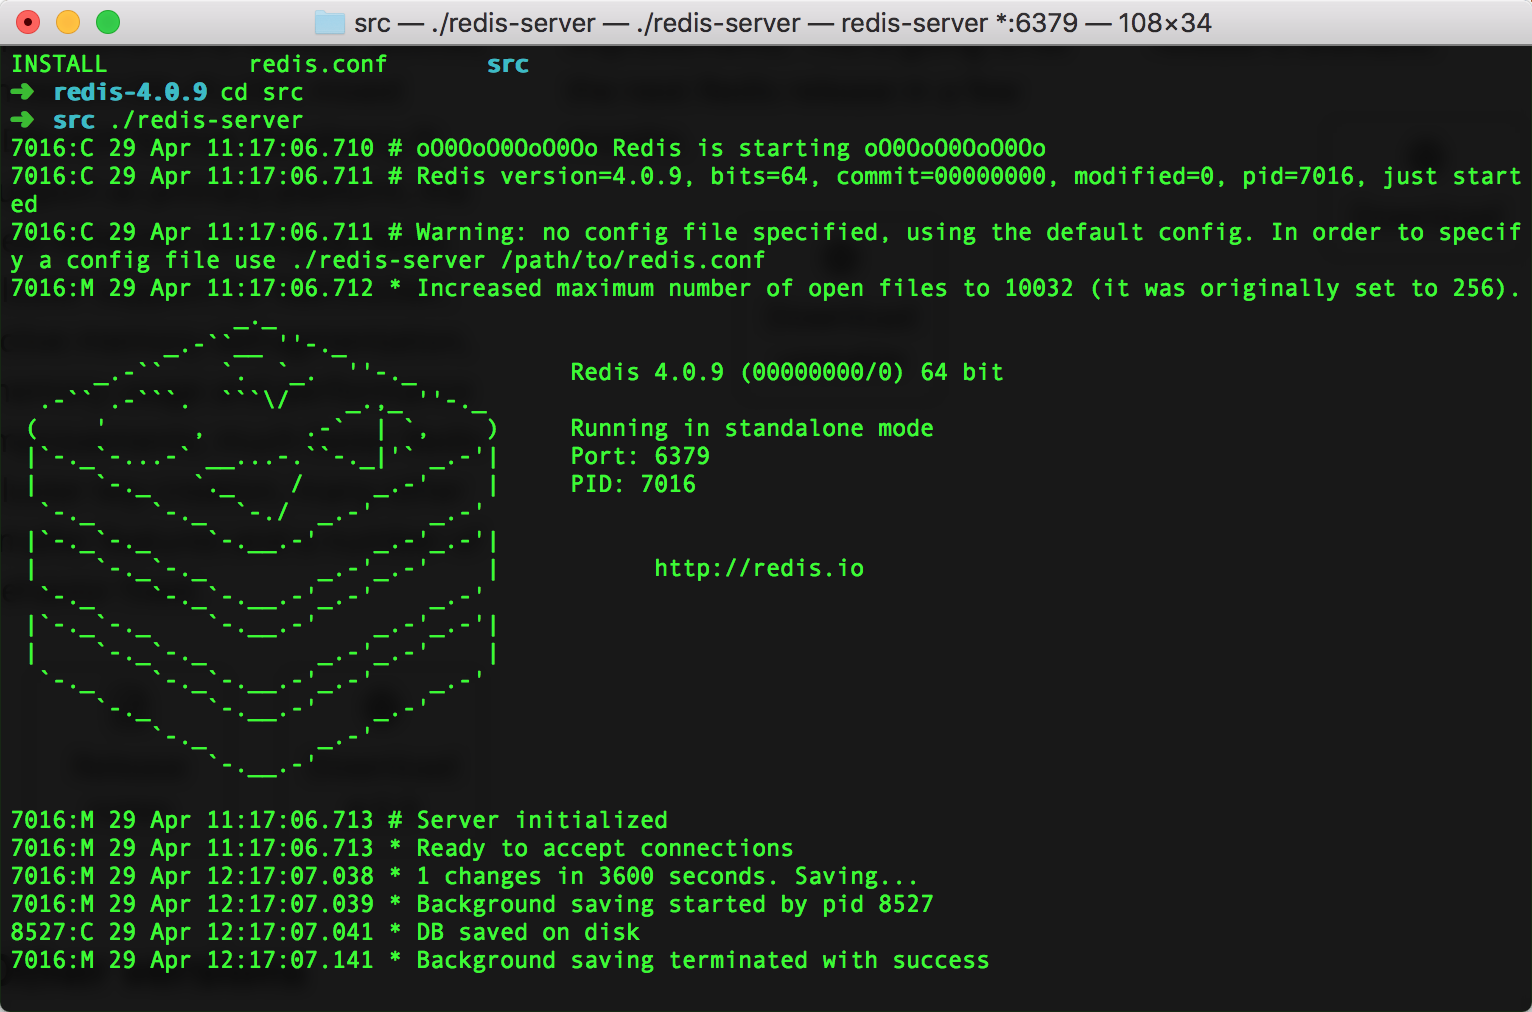 src — ./redis-server — ./redis-server — redis-server *:6379 — 108×34
INSTALL          redis.conf       src
➜  redis-4.0.9 cd src
➜  src ./redis-server
7016:C 29 Apr 11:17:06.710 # oO0OoO0OoO0Oo Redis is starting oO0OoO0OoO0Oo
7016:C 29 Apr 11:17:06.711 # Redis version=4.0.9, bits=64, commit=00000000, modified=0, pid=7016, just start
ed
7016:C 29 Apr 11:17:06.711 # Warning: no config file specified, using the default config. In order to specif
y a config file use ./redis-server /path/to/redis.conf
7016:M 29 Apr 11:17:06.712 * Increased maximum number of open files to 10032 (it was originally set to 256).
Redis 4.0.9 (00000000/0) 64 bit
Running in standalone mode
Port: 6379
PID: 7016
http://redis.io
7016:M 29 Apr 11:17:06.713 # Server initialized
7016:M 29 Apr 11:17:06.713 * Ready to accept connections
7016:M 29 Apr 12:17:07.038 * 1 changes in 3600 seconds. Saving...
7016:M 29 Apr 12:17:07.039 * Background saving started by pid 8527
8527:C 29 Apr 12:17:07.041 * DB saved on disk
7016:M 29 Apr 12:17:07.141 * Background saving terminated with success